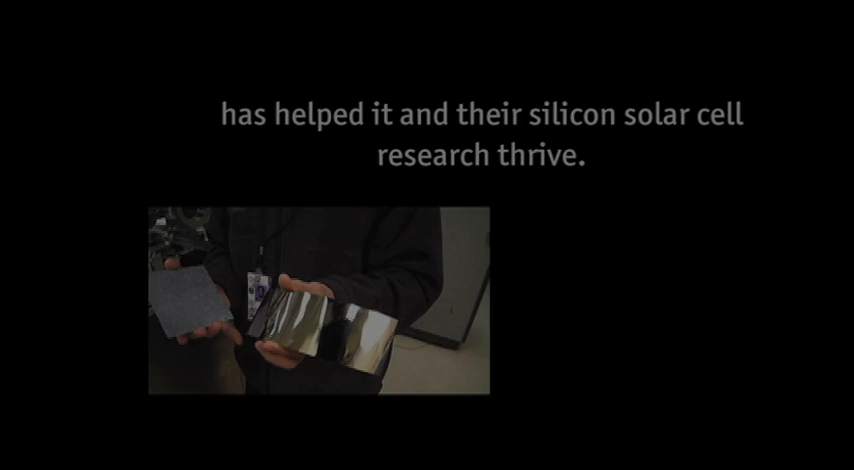 has helped it and their silicon solar cell
research thrive.